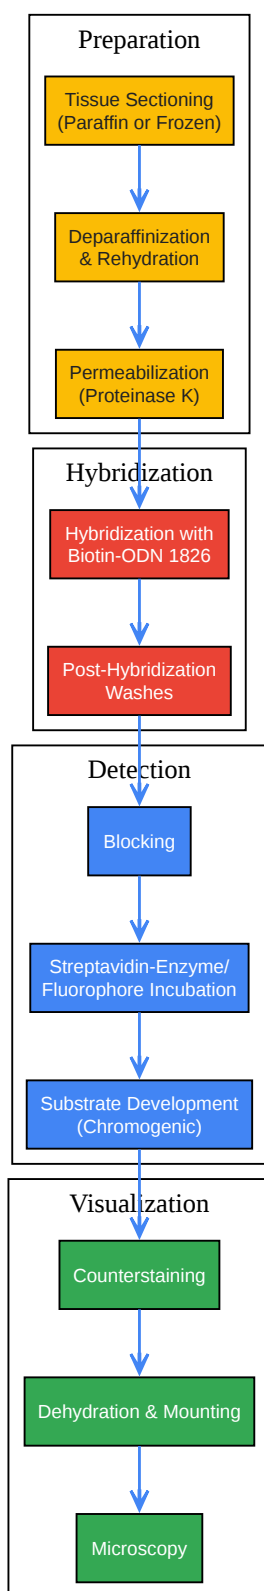 Preparation
Tissue Sectioning
(Paraffin or Frozen)
Deparaffinization
& Rehydration
Permeabilization
(Proteinase K)
Hybridization
Hybridization with
Biotin-ODN 1826
Post-Hybridization
Washes
Detection
Blocking
Streptavidin-Enzyme/
Fluorophore Incubation
Substrate Development
(Chromogenic)
Visualization
Counterstaining
Dehydration & Mounting
Microscopy